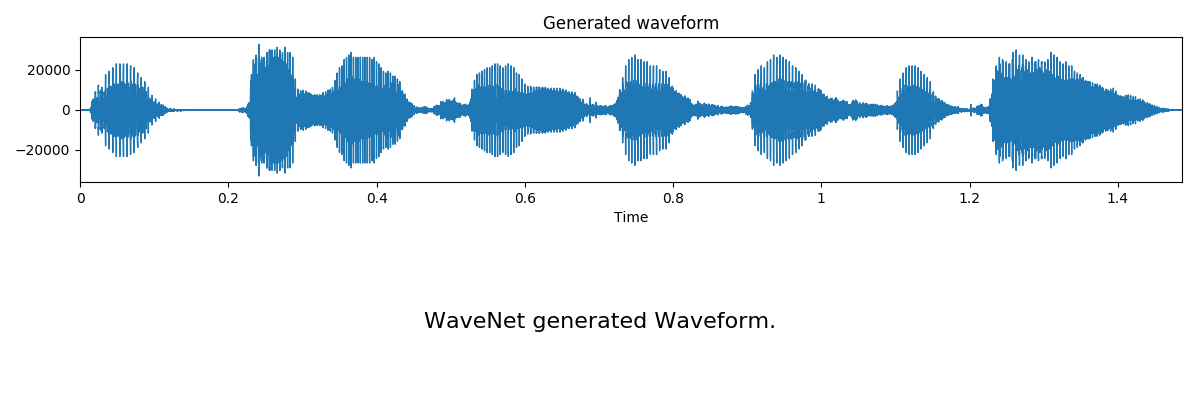 Generated waveform
20000
0
−20000
0 0.2 0.4 0.6 0.8 1 1.2 1.4
Time
WaveNet generated Waveform.